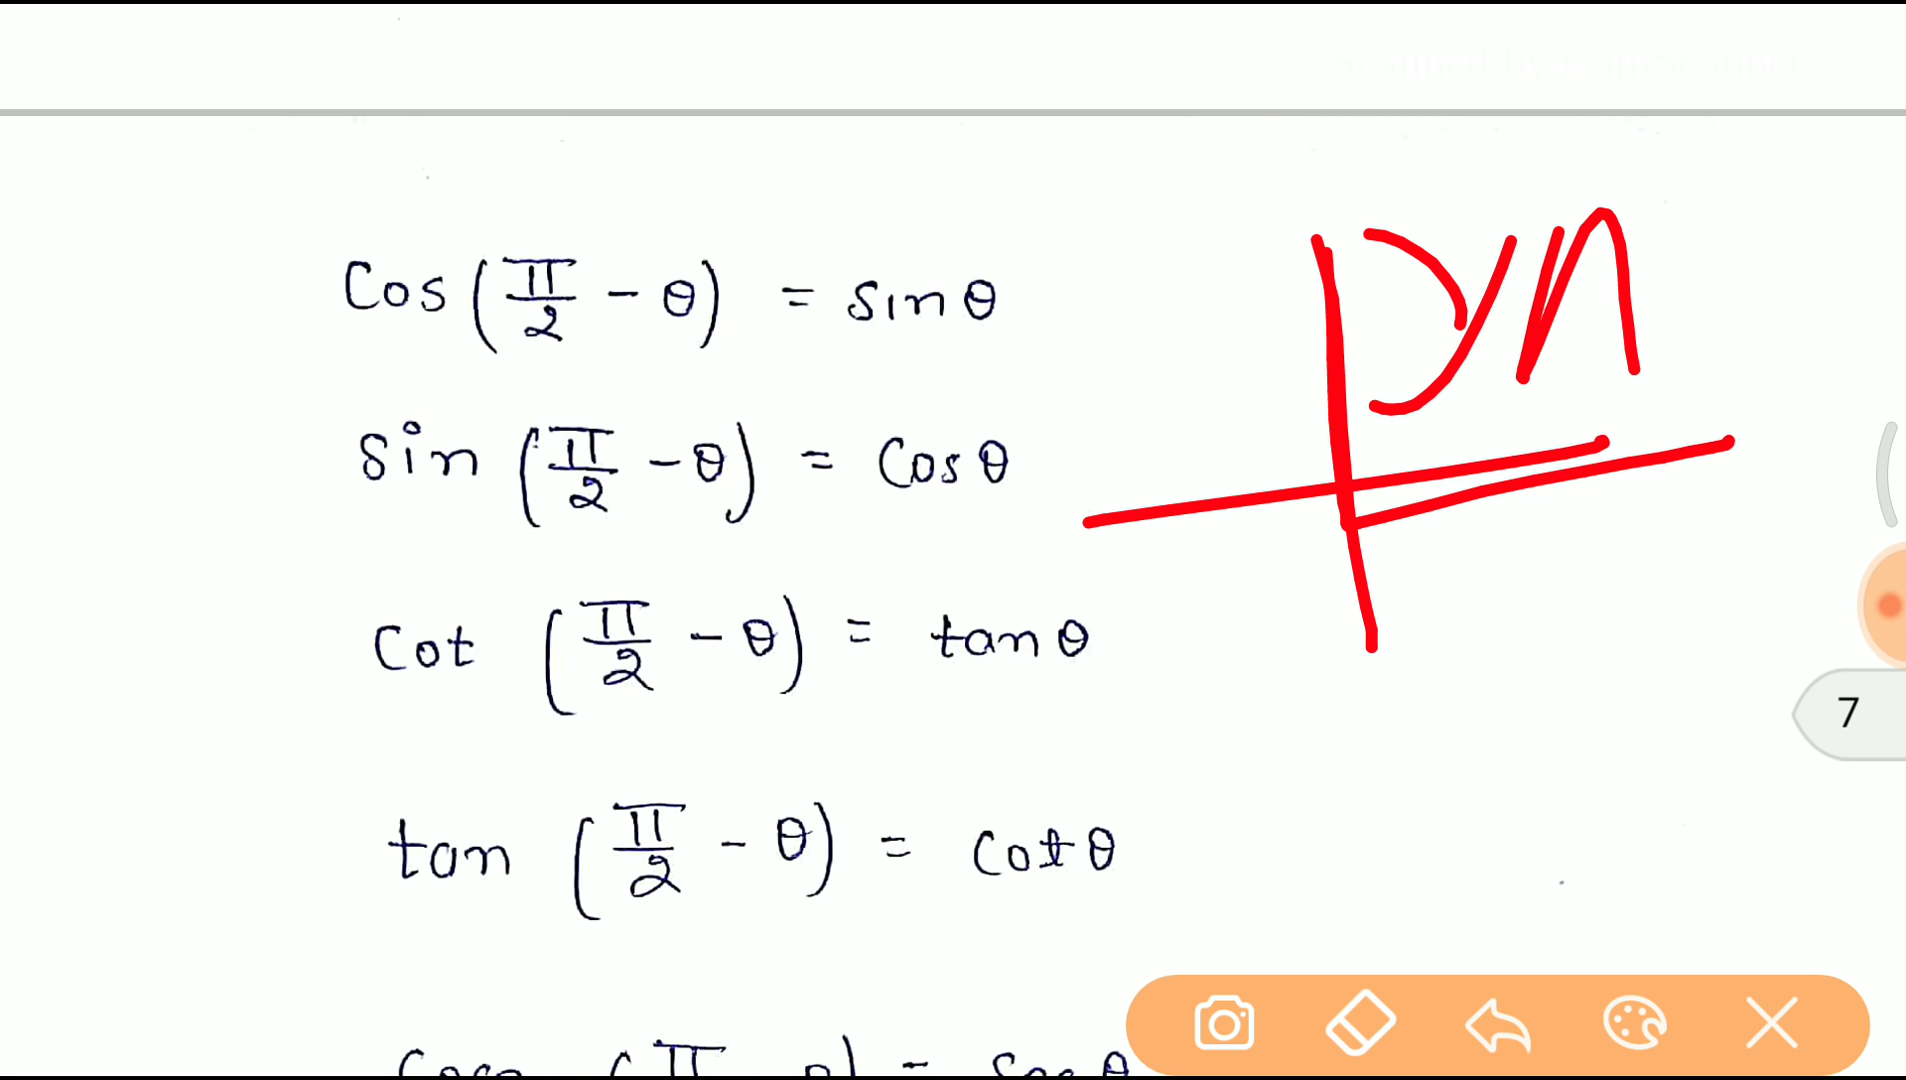 Cos (π/2 - θ) = sin θ
Sin (π/2 - θ) = Cos θ
Cot (π/2 - θ) = tan θ
tan (π/2 - θ) = Cot θ
7